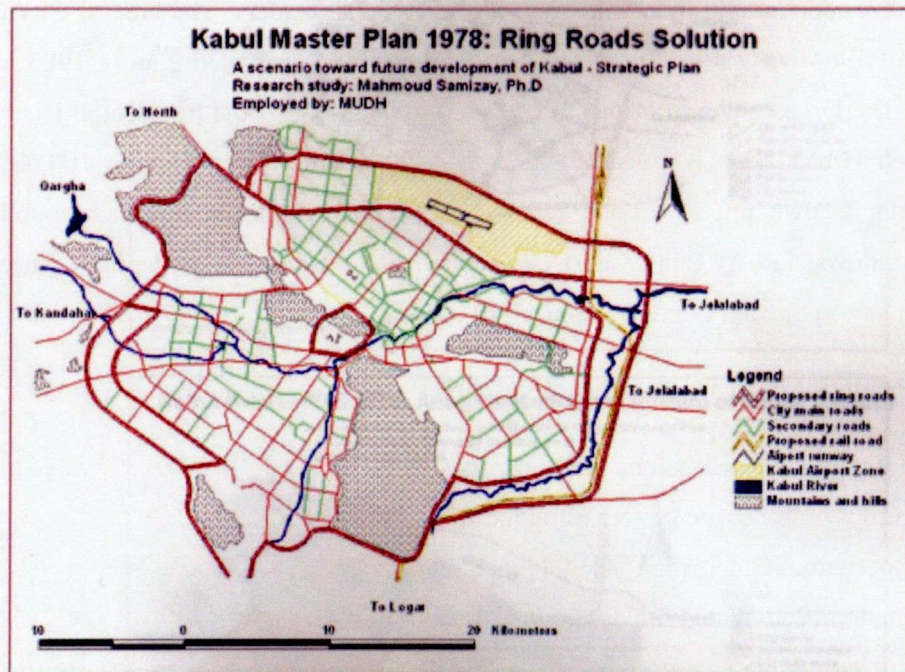 Kabul Master Plan 1978: Ring Roads Solution
A scenario toward future development of Kabul - Strategic Plan
Research study: Mahmoud Samizay, Ph.D
Employed by: MUDH
To North
Gargha
N
To Kandahar
To Jelalabad
To Jelalabad
Legend
Proposed ring roads
City main roads
Secondary roads
Proposed rail road
Aiport runway
Kabul Airport Zone
Kabul River
Mountains and hills
To Logar
10 0 10 20 Kilometers